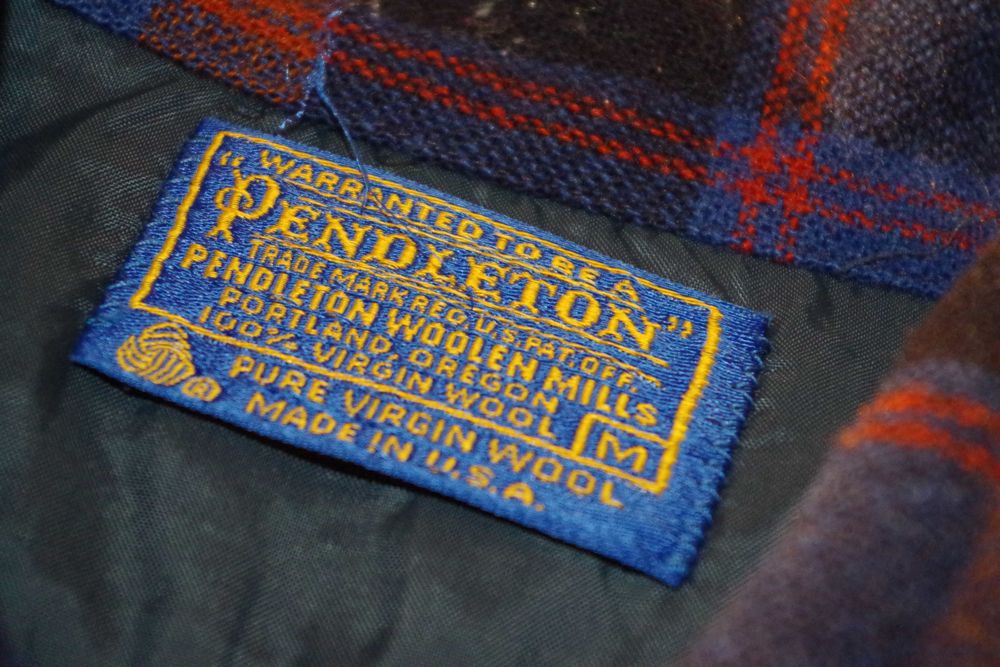 "WARRANTED TO BE A
PENDLETON"
TRADE MARK REG. U.S. PAT. OFF.
PENDLETON WOOLEN MILLS
PORTLAND, OREGON
100% VIRGIN WOOL
M
PURE VIRGIN WOOL
® MADE IN U.S.A.